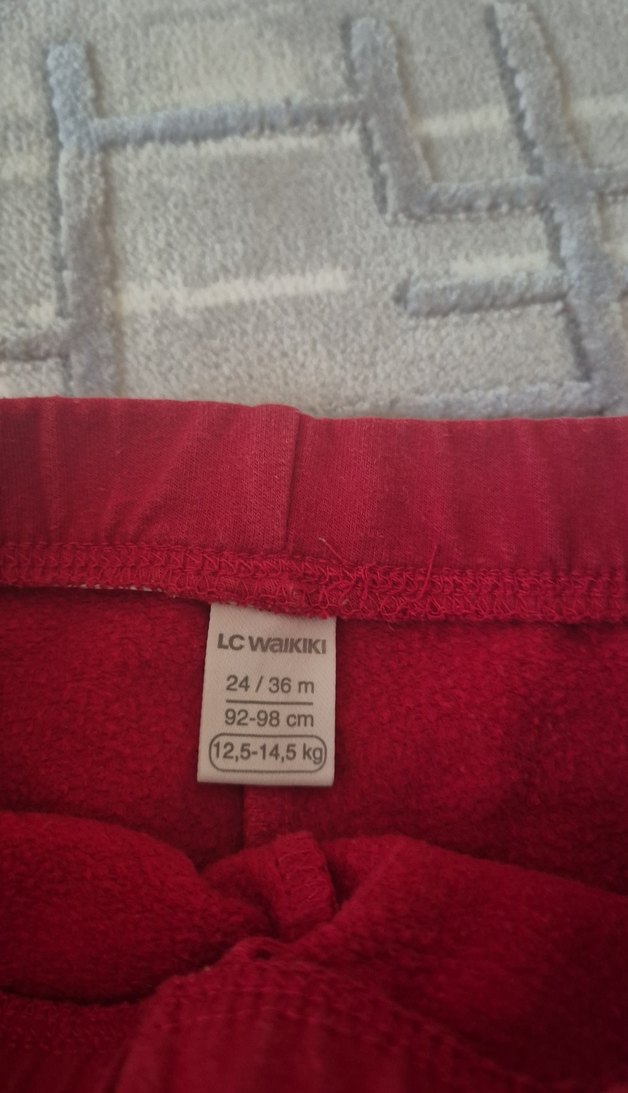 LC WAIKIKI
24 / 36 m
92-98 cm
12,5-14,5 kg